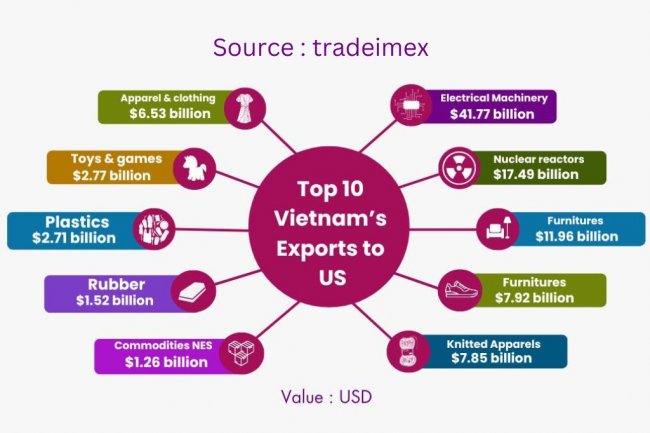 Source : tradeimex
Apparel & clothing
$6.53 billion
Electrical Machinery
$41.77 billion
Toys & games
$2.77 billion
Nuclear reactors
$17.49 billion
Top 10
Vietnam's
Exports to
US
Plastics
$2.71 billion
Furnitures
$11.96 billion
Rubber
$1.52 billion
Furnitures
$7.92 billion
Commodities NES
$1.26 billion
Knitted Apparels
$7.85 billion
Value : USD